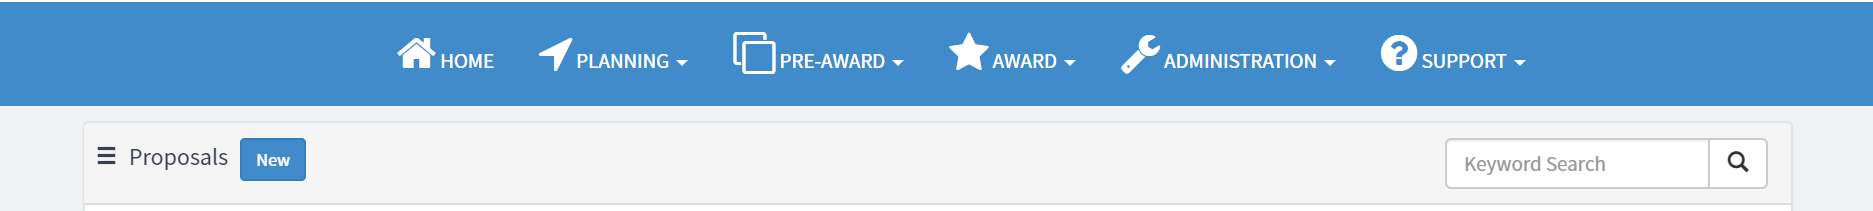 HOME PLANNING PRE-AWARD AWARD ADMINISTRATION SUPPORT
Proposals New Keyword Search